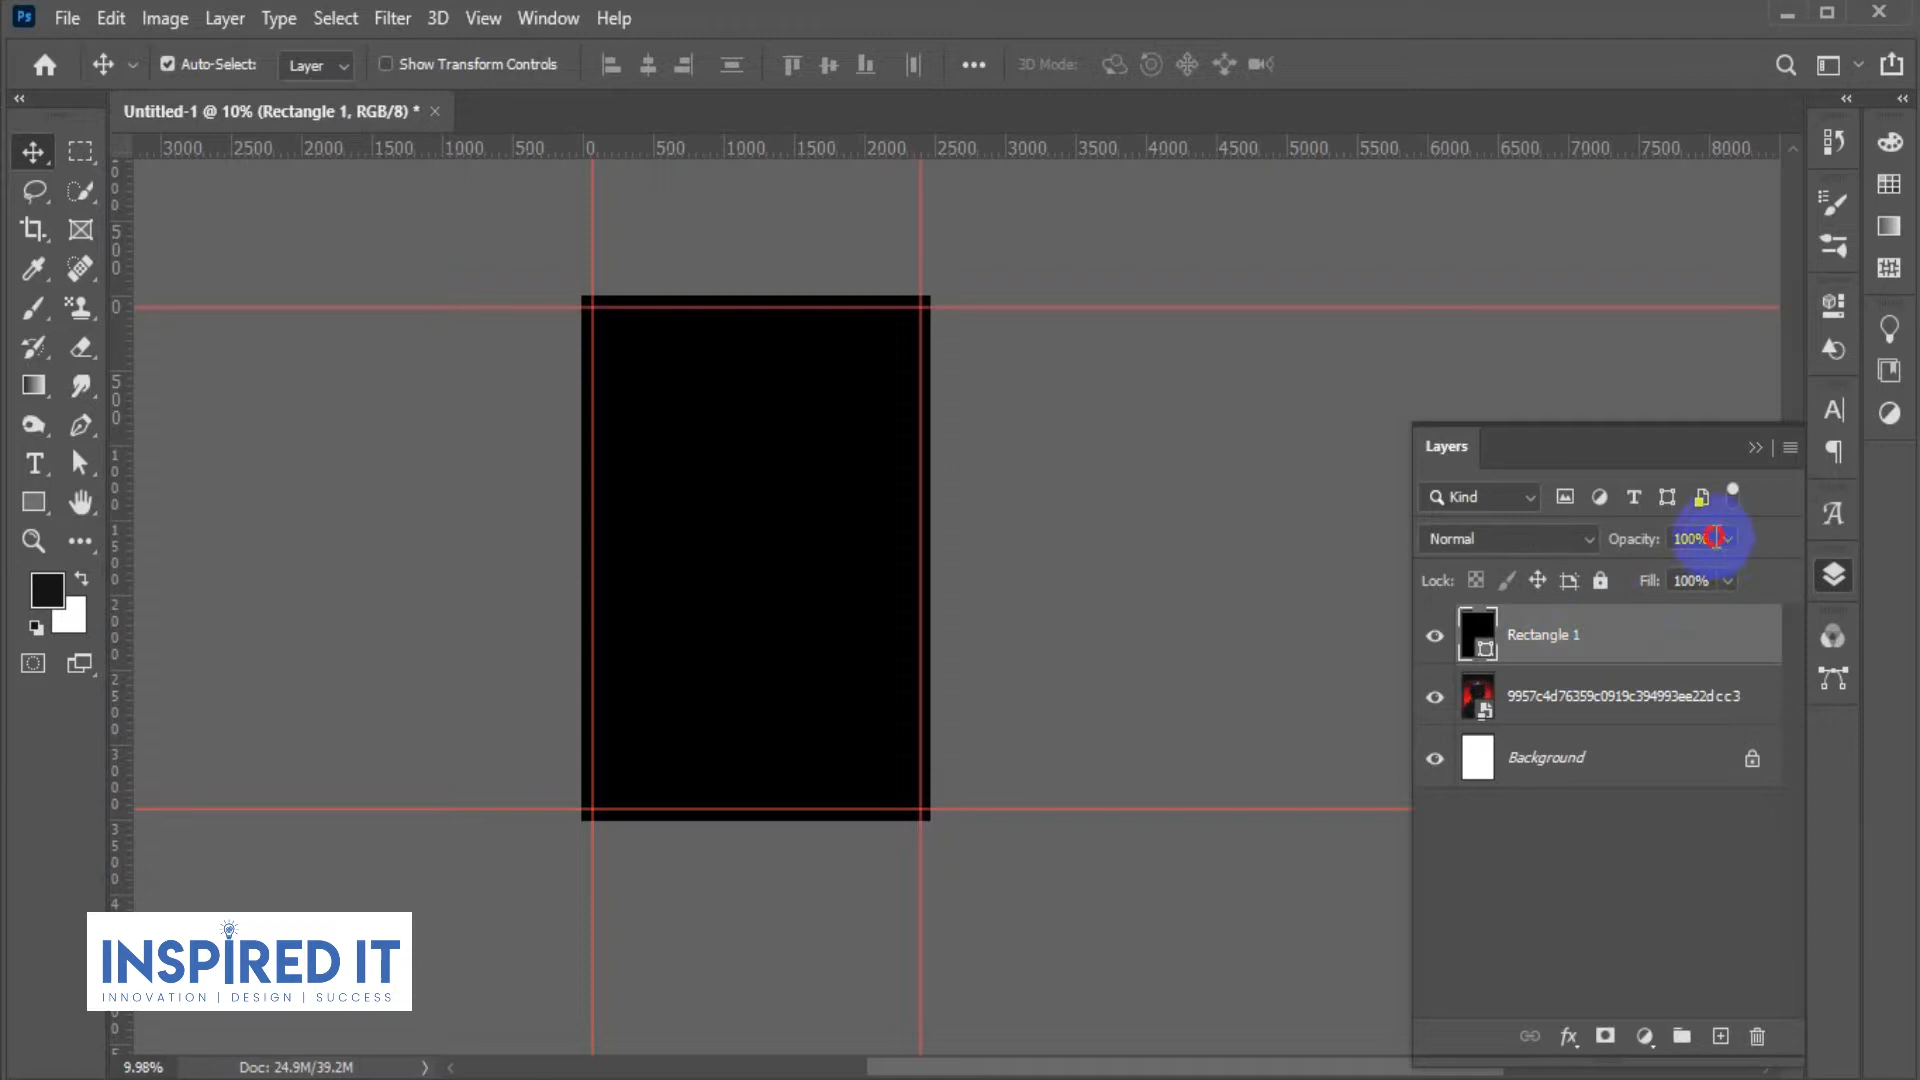 Ps File Edit Image Layer Type Select Filter 3D View Window Help
Auto-Select: Layer Show Transform Controls 3D Mode:
Untitled-1 @ 10% (Rectangle 1, RGB/8) *
3000 2500 2000 1500 1000 500 0 500 1000 1500 2000 2500 3000 3500 4000 4500 5000 5500 6000 6500 7000 7500 8000
Layers
Kind
Normal Opacity: 100%
Lock: Fill: 100%
Rectangle 1
9957c4d76359c0919c394993ee22dcc3
Background
INSPIRED IT
INNOVATION | DESIGN | SUCCESS
9.98% Doc: 24.9M/39.2M